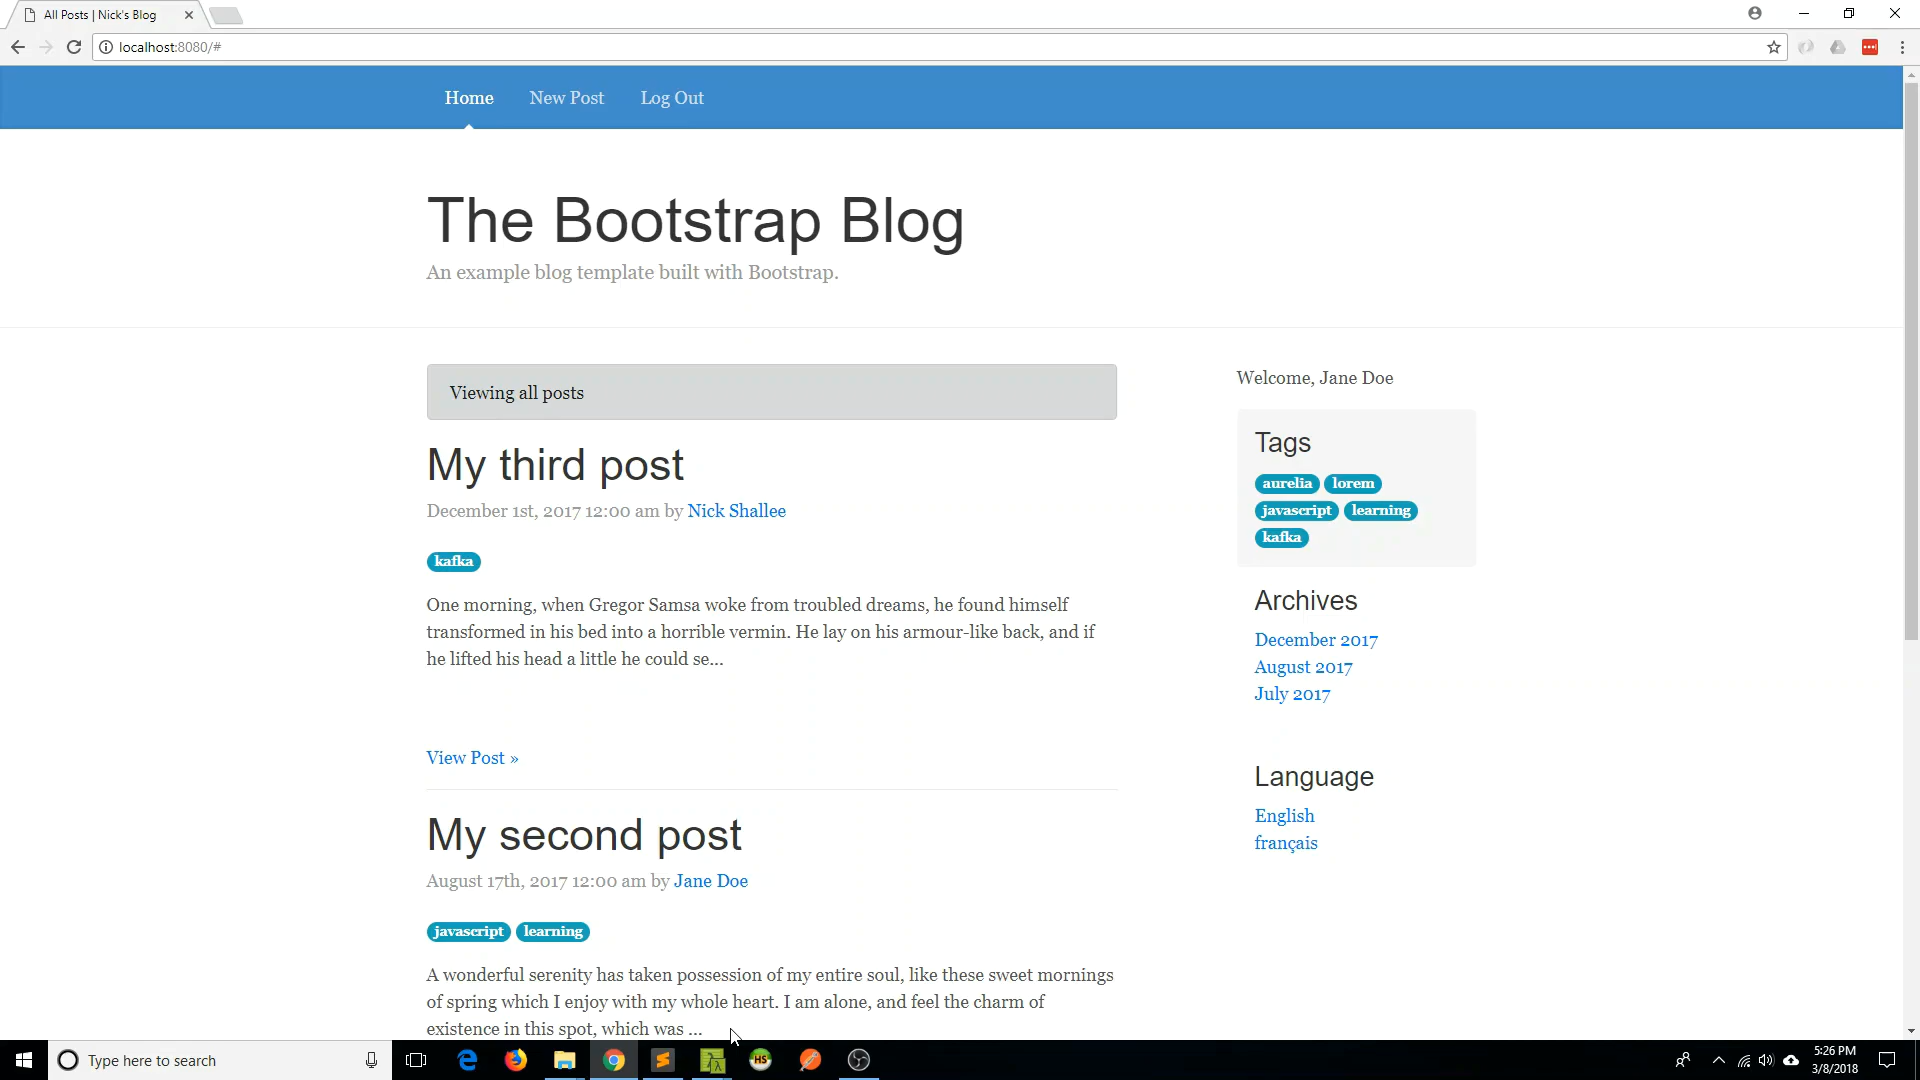 All Posts | Nick's Blog
localhost:8080/#
Home New Post Log Out
The Bootstrap Blog
An example blog template built with Bootstrap.
Viewing all posts
My third post
December 1st, 2017 12:00 am by Nick Shallee
kafka
One morning, when Gregor Samsa woke from troubled dreams, he found himself
transformed in his bed into a horrible vermin. He lay on his armour-like back, and if
he lifted his head a little he could se...
View Post »
My second post
August 17th, 2017 12:00 am by Jane Doe
javascript learning
A wonderful serenity has taken possession of my entire soul, like these sweet mornings
of spring which I enjoy with my whole heart. I am alone, and feel the charm of
existence in this spot, which was ...
Welcome, Jane Doe
Tags
aurelia lorem
javascript learning
kafka
Archives
December 2017
August 2017
July 2017
Language
English
français
Type here to search
HS
5:26 PM
3/8/2018